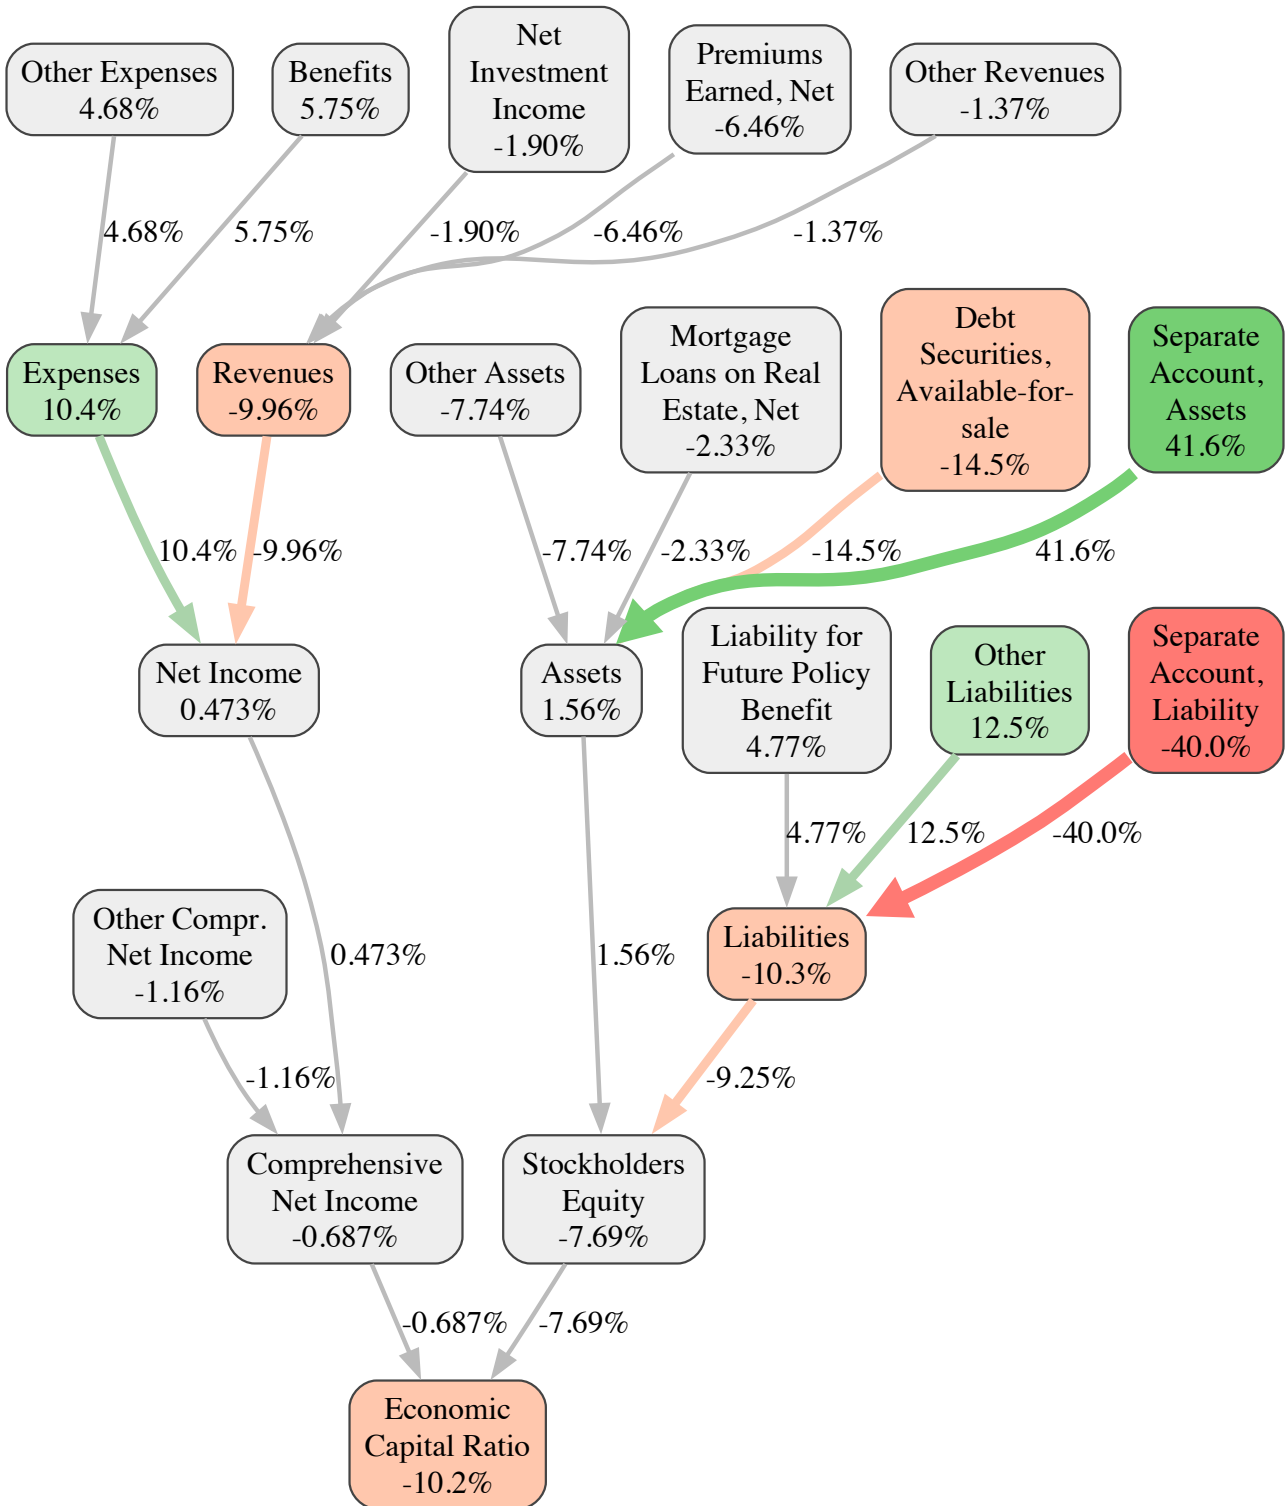 Other Expenses
4.68%
Benefits
5.75%
Net
Investment
Income
-1.90%
Premiums
Earned, Net
-6.46%
Other Revenues
-1.37%
4.68%
5.75%
-1.90%
-6.46%
-1.37%
Expenses
10.4%
Revenues
-9.96%
Other Assets
-7.74%
Mortgage
Loans on Real
Estate, Net
-2.33%
Debt
Securities,
Available-for-
sale
-14.5%
Separate
Account,
Assets
41.6%
10.4%
-9.96%
-7.74%
-2.33%
-14.5%
41.6%
Net Income
0.473%
Assets
1.56%
Liability for
Future Policy
Benefit
4.77%
Other
Liabilities
12.5%
Separate
Account,
Liability
-40.0%
4.77%
12.5%
-40.0%
Other Compr.
Net Income
-1.16%
0.473%
1.56%
Liabilities
-10.3%
-1.16%
-9.25%
Comprehensive
Net Income
-0.687%
Stockholders
Equity
-7.69%
-0.687%
-7.69%
Economic
Capital Ratio
-10.2%